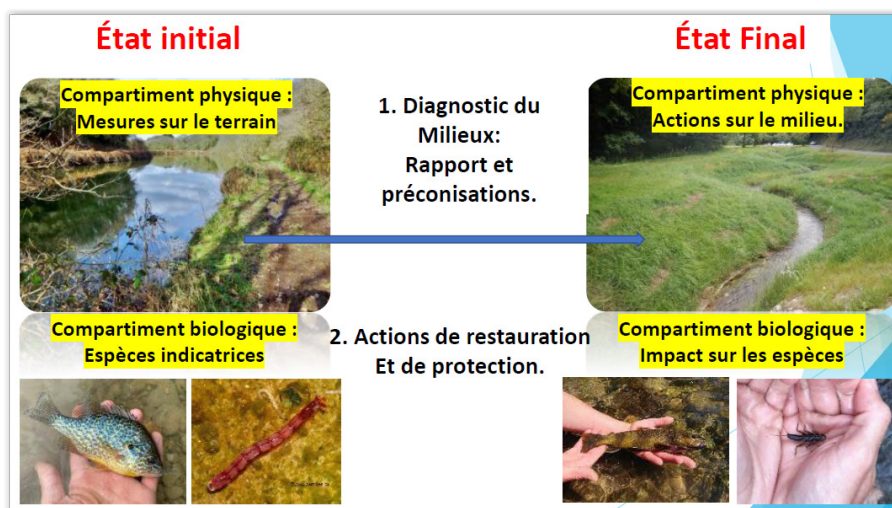 État initial
État Final
Compartiment physique :
Mesures sur le terrain
1. Diagnostic du
Milieux:
Rapport et
préconisations.
Compartiment physique :
Actions sur le milieu.
Compartiment biologique :
Espèces indicatrices
2. Actions de restauration
Et de protection.
Compartiment biologique :
Impact sur les espèces